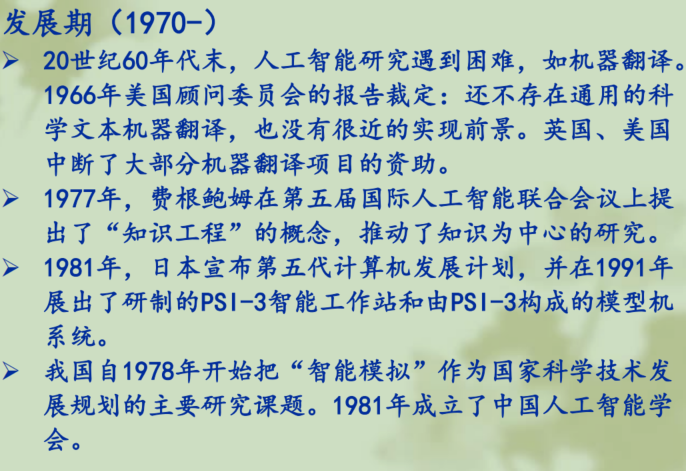 发展期（1970-）
➢ 20世纪60年代末，人工智能研究遇到困难，如机器翻译。
1966年美国顾问委员会的报告裁定：还不存在通用的科
学文本机器翻译，也没有很近的实现前景。英国、美国
中断了大部分机器翻译项目的资助。
➢ 1977年，费根鲍姆在第五届国际人工智能联合会议上提
出了“知识工程”的概念，推动了知识为中心的研究。
➢ 1981年，日本宣布第五代计算机发展计划，并在1991年
展出了研制的PSI-3智能工作站和由PSI-3构成的模型机
系统。
➢ 我国自1978年开始把“智能模拟”作为国家科学技术发
展规划的主要研究课题。1981年成立了中国人工智能学
会。